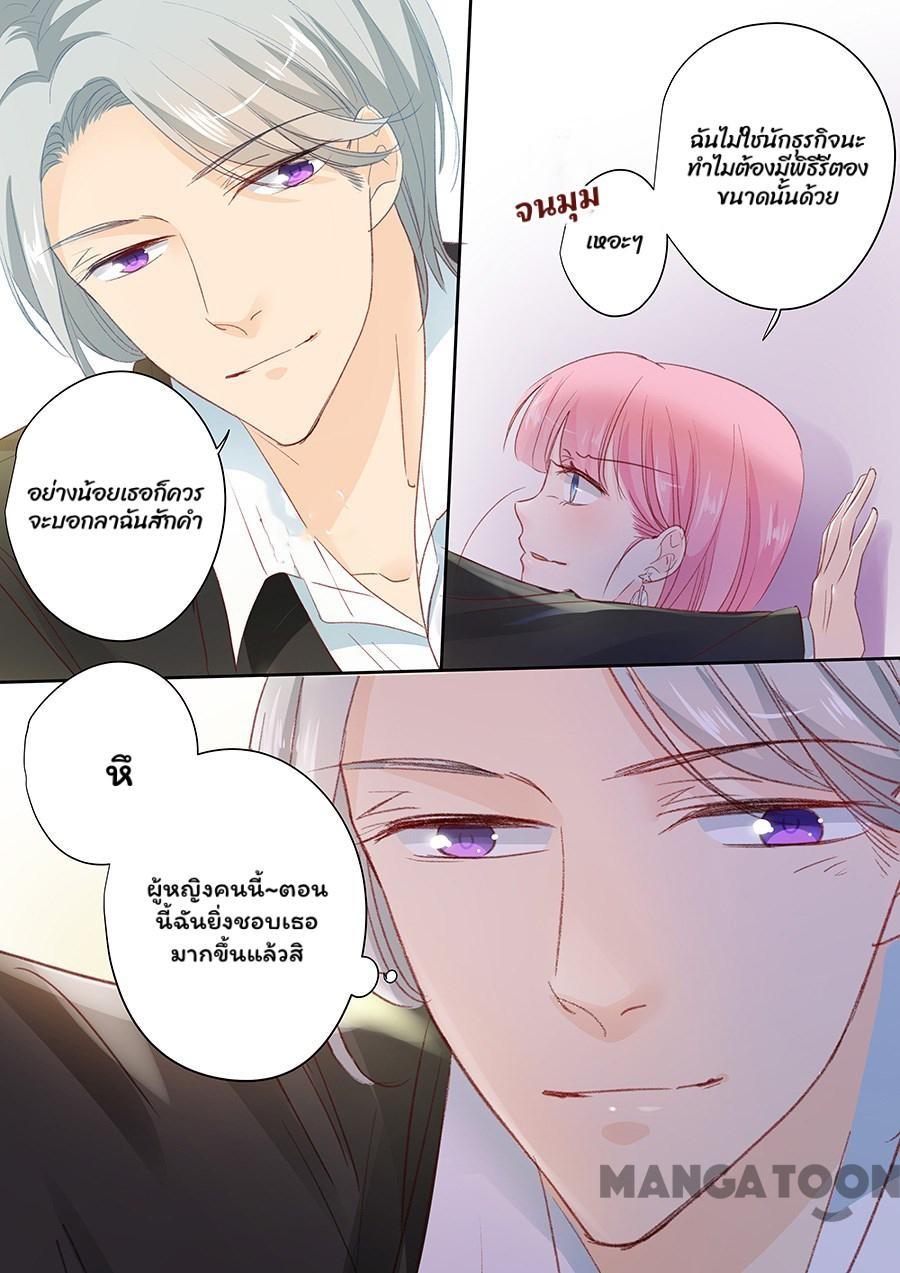 อย่างน้อยเธอก็ควร
จะบอกลาฉันสักคำ
ฉันไม่ใช่นักธุรกิจนะ
ทำไมต้องมีพิธีรีตอง
ขนาดนั้นด้วย
จนมุม
เหอะๆ
หึ
ผู้หญิงคนนี้~ตอน
นี้ฉันยิ่งชอบเธอ
มากขึ้นแล้วสิ
MANGATOON